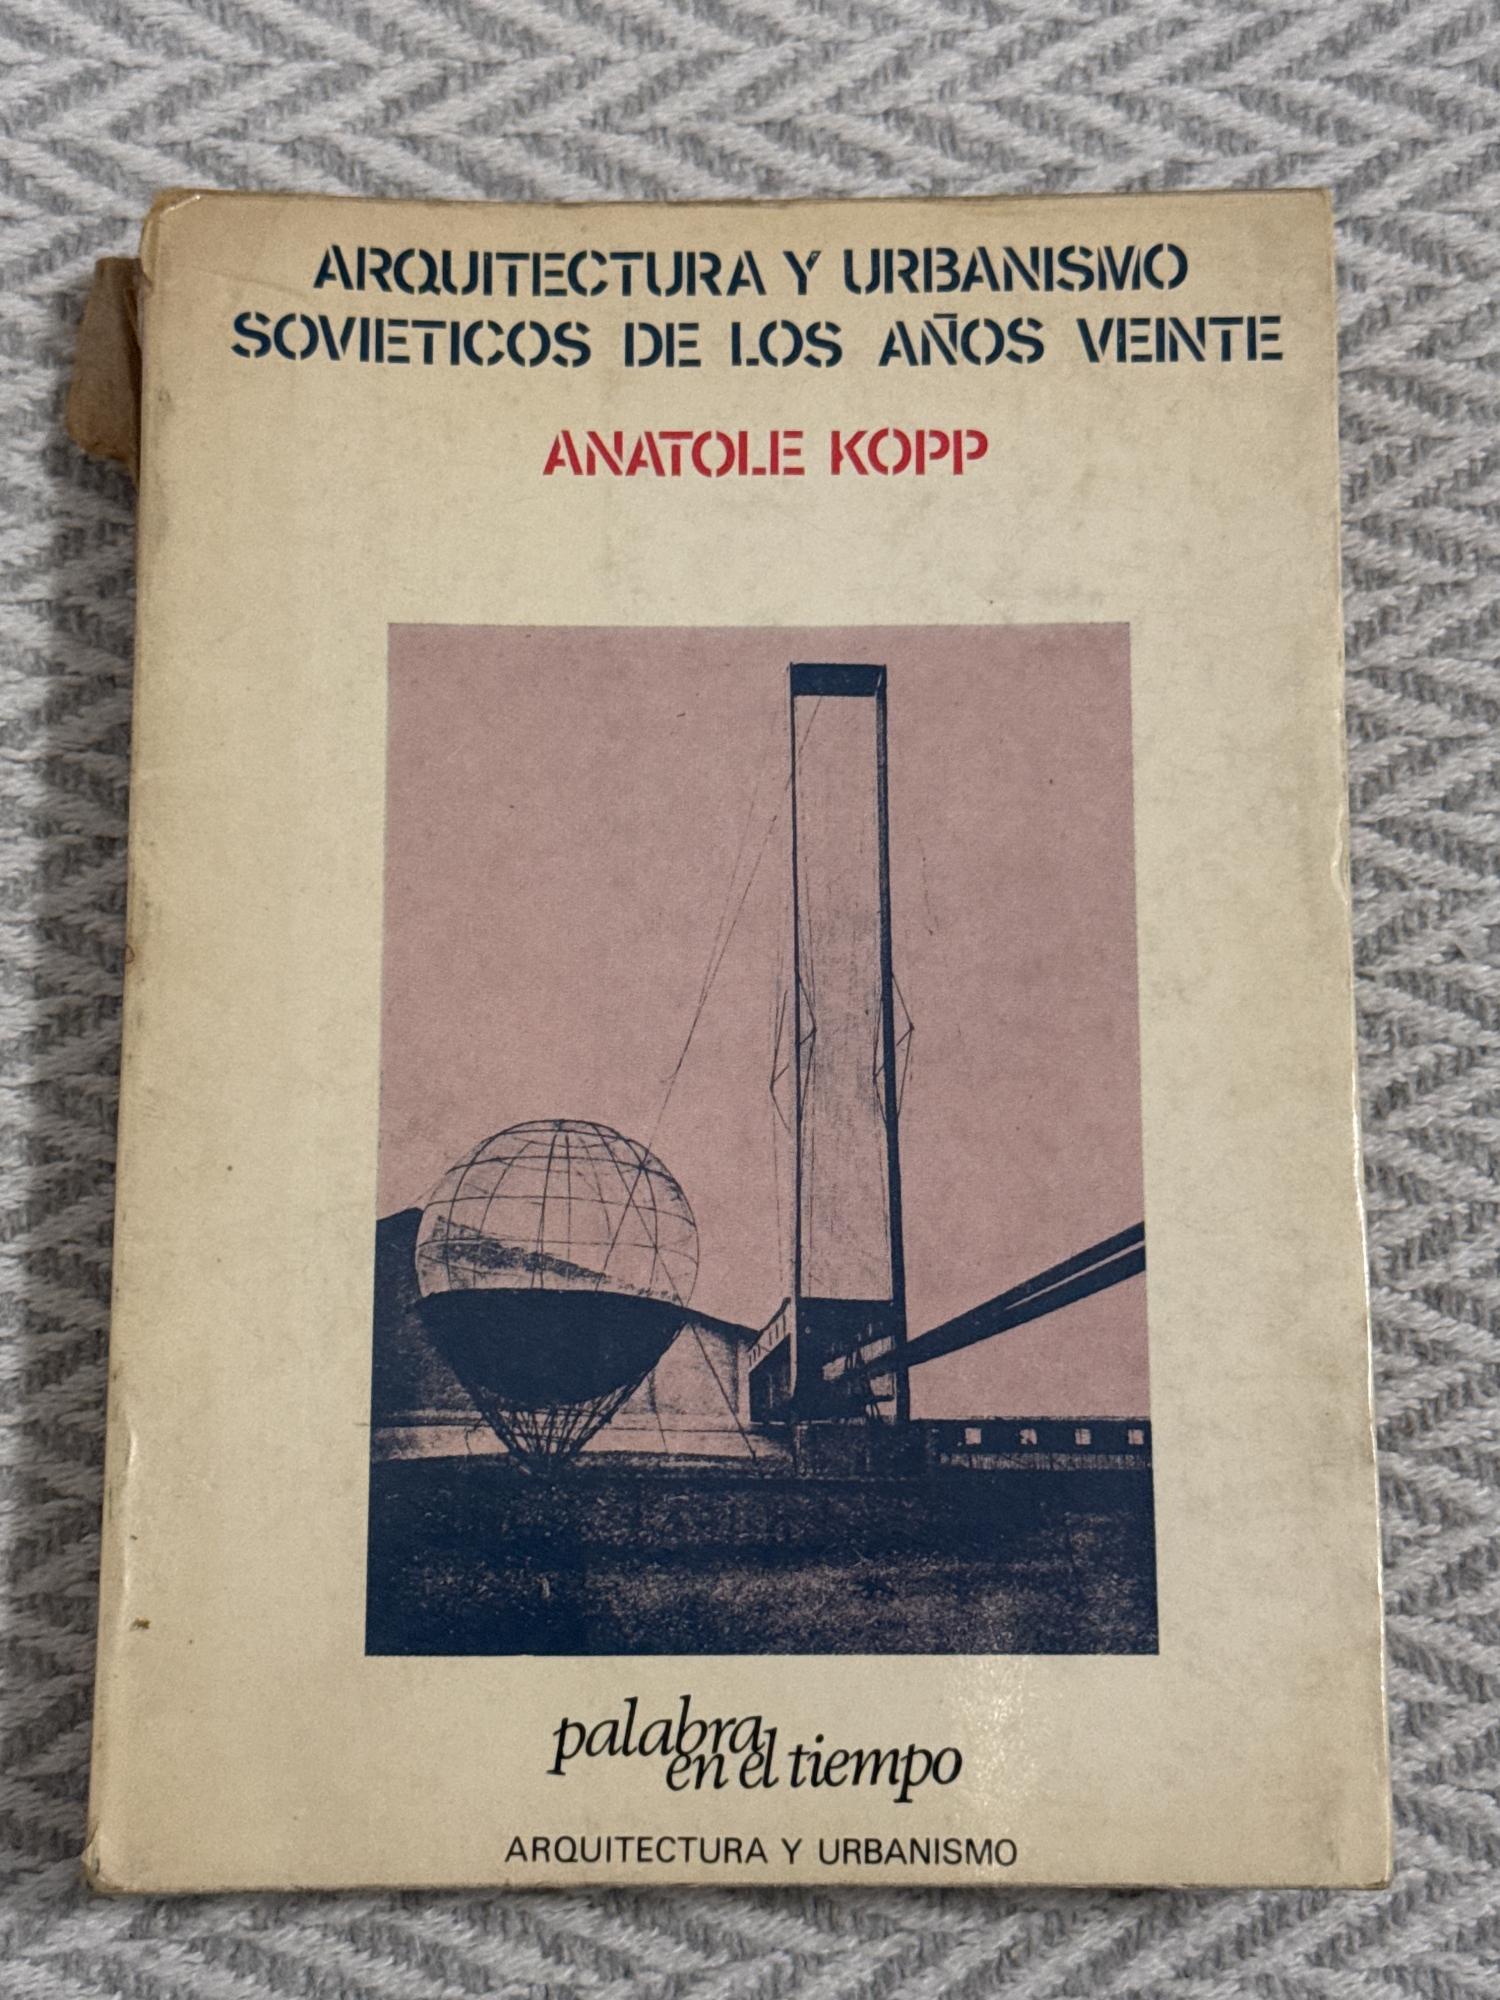 ARQUITECTURA Y URBANISMO
SOVIETICOS DE LOS AÑOS VEINTE
ANATOLE KOPP
palabra
en el tiempo
ARQUITECTURA Y URBANISMO